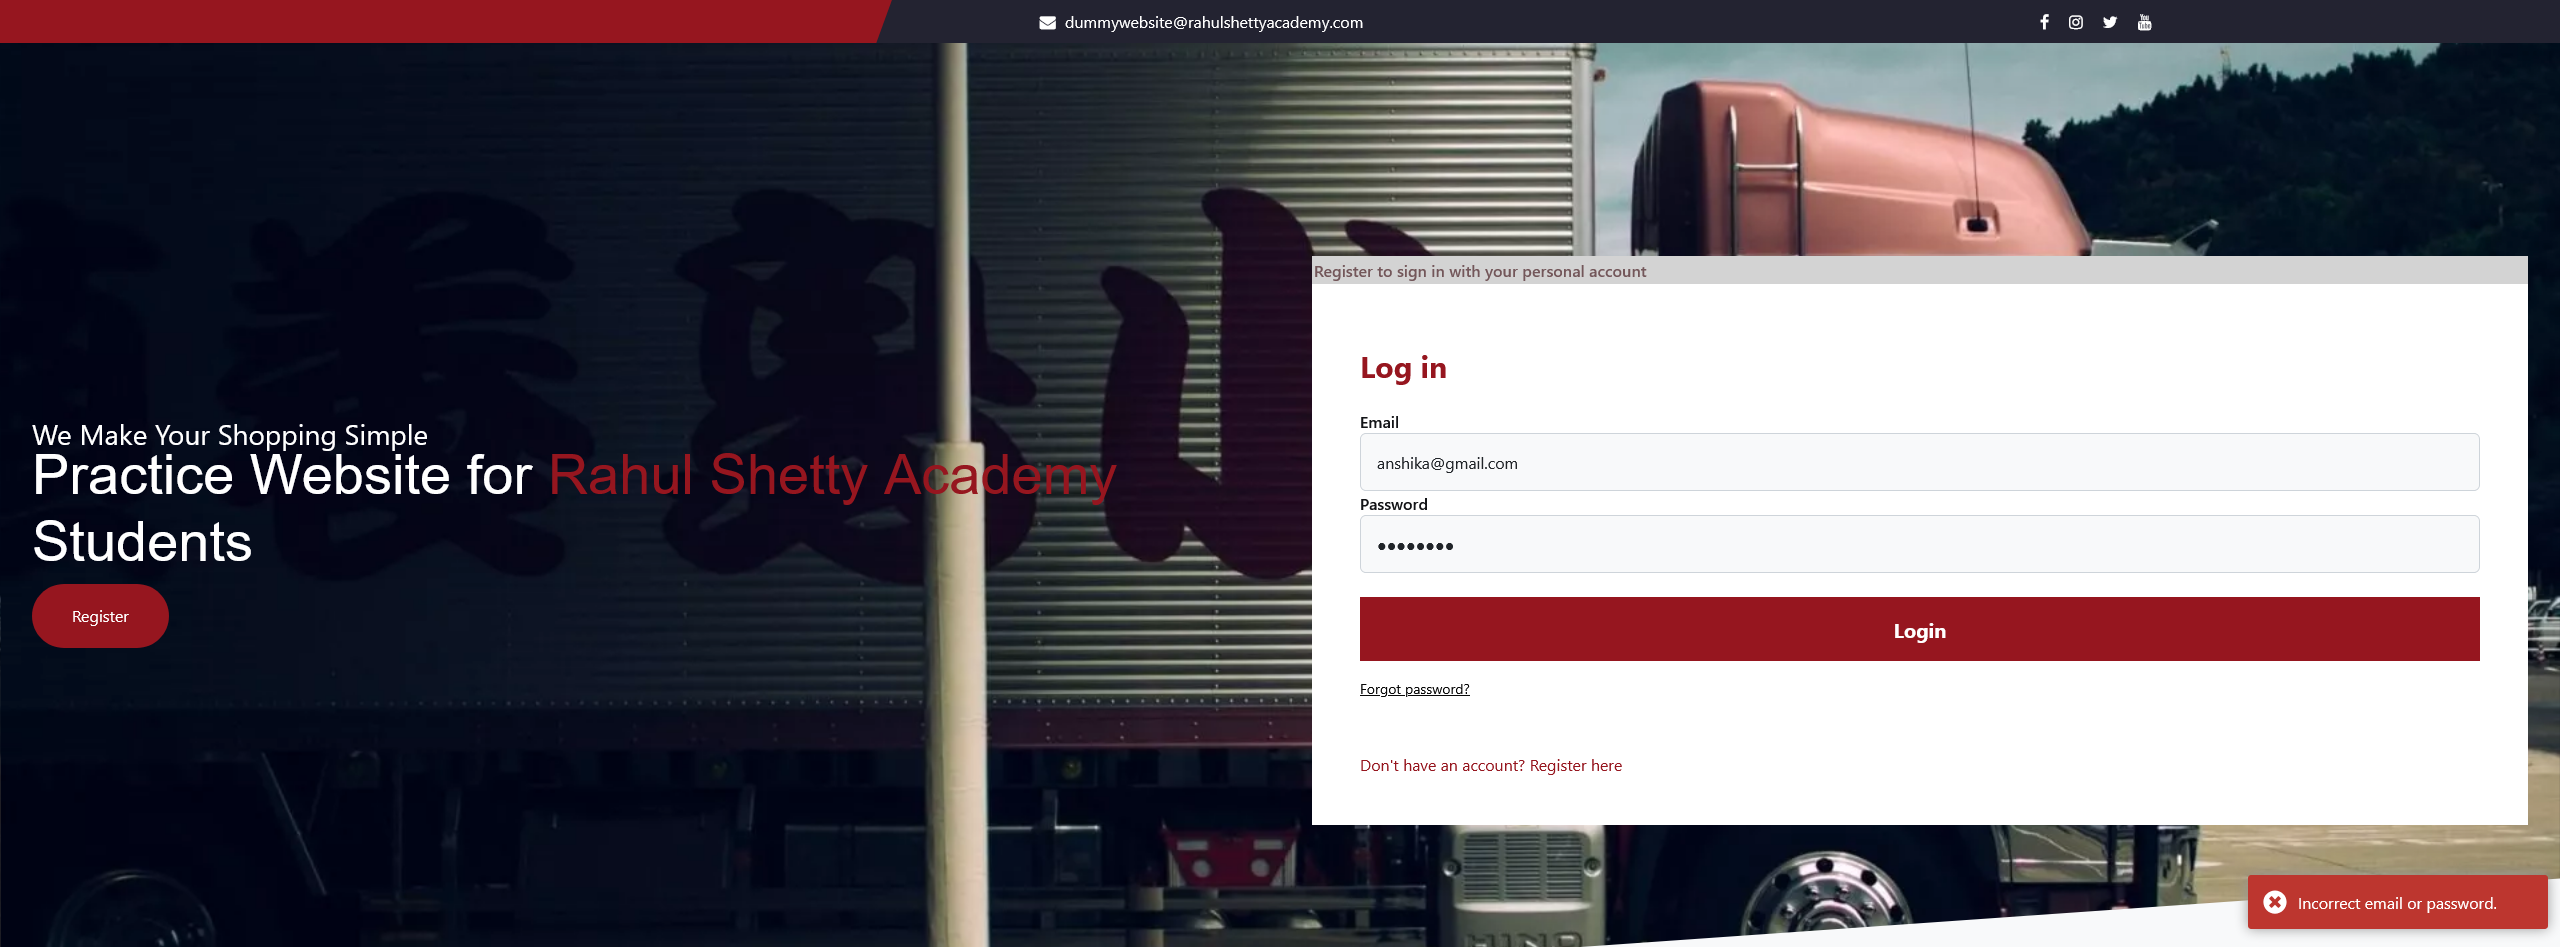 dummywebsite@rahulshettyacademy.com
Register to sign in with your personal account
We Make Your Shopping Simple
Practice Website for Rahul Shetty Academy
Students
Register
Log in
Email
anshika@gmail.com
Password
••••••••
Login
Forgot password?
Don't have an account? Register here
HINO
Incorrect email or password.